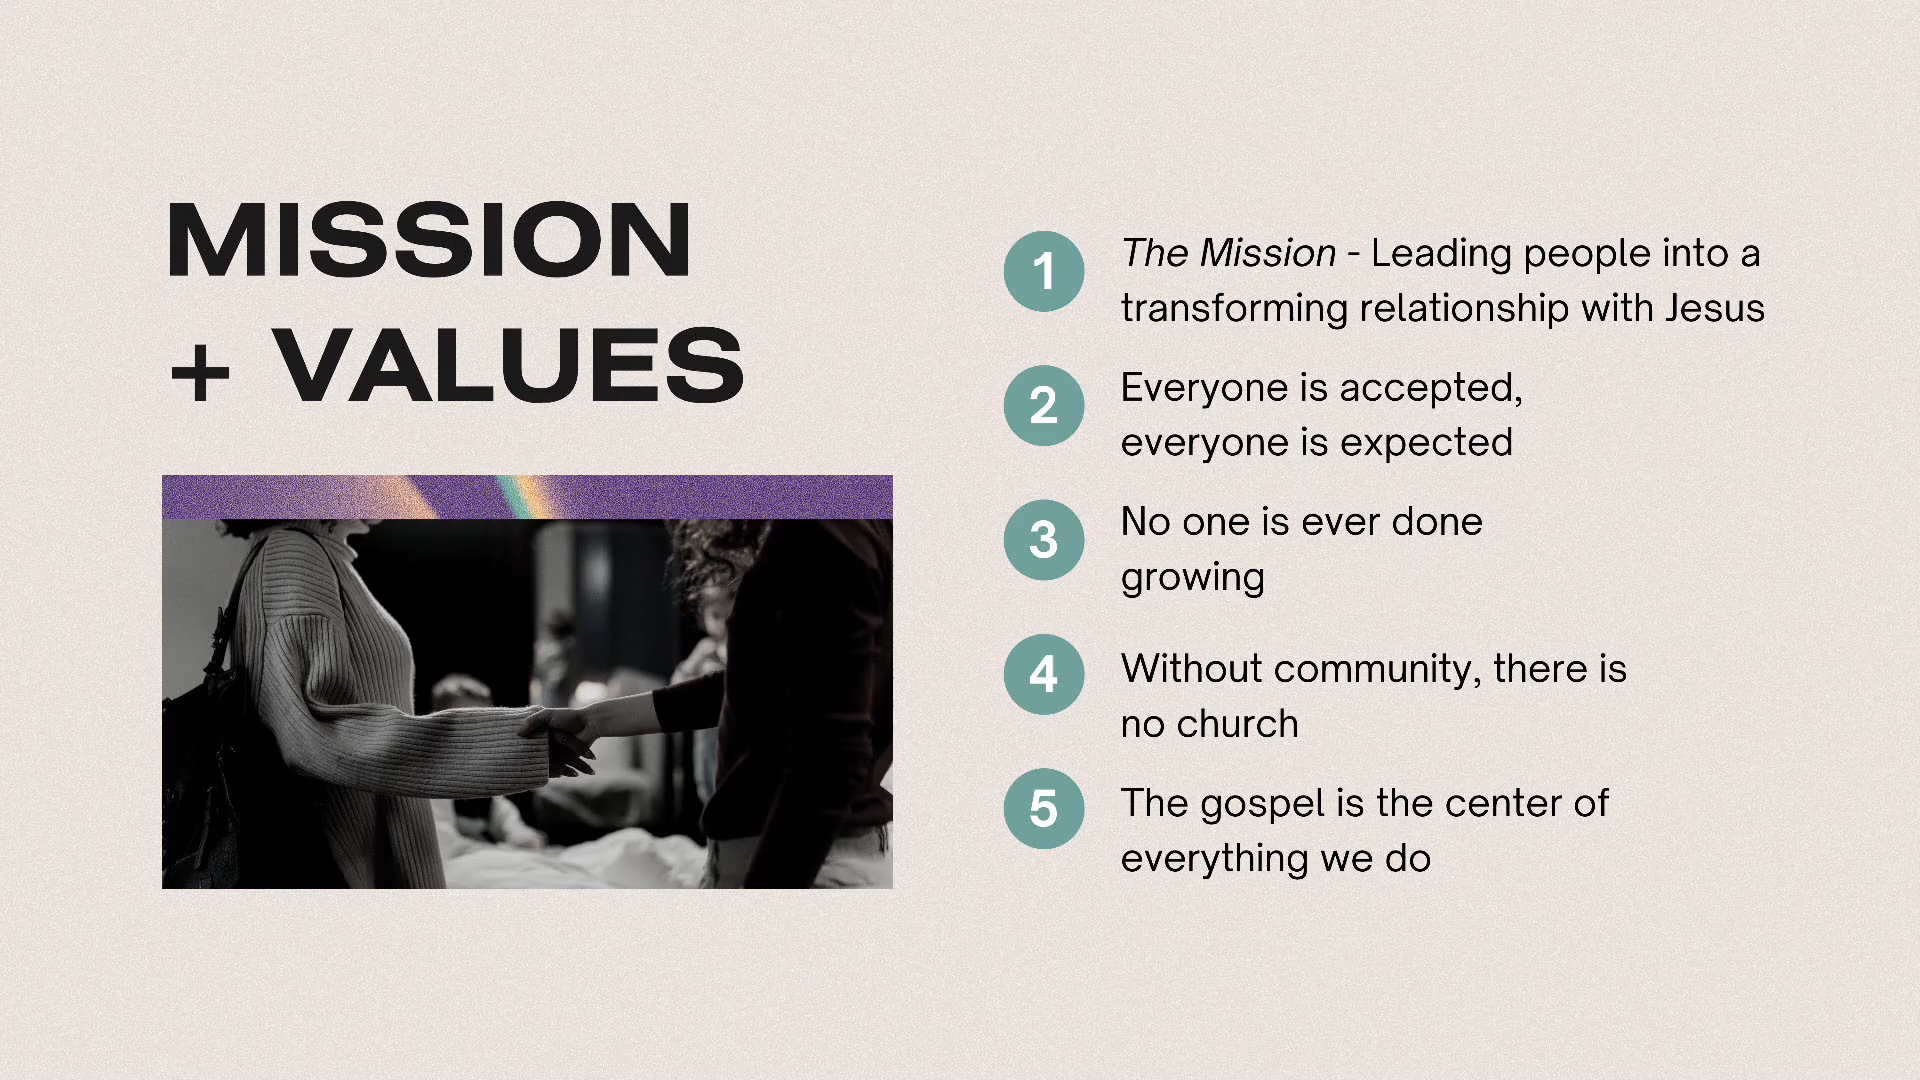 MISSION
+ VALUES
1
The Mission - Leading people into a
transforming relationship with Jesus
2
Everyone is accepted,
everyone is expected
3
No one is ever done
growing
4
Without community, there is
no church
5
The gospel is the center of
everything we do